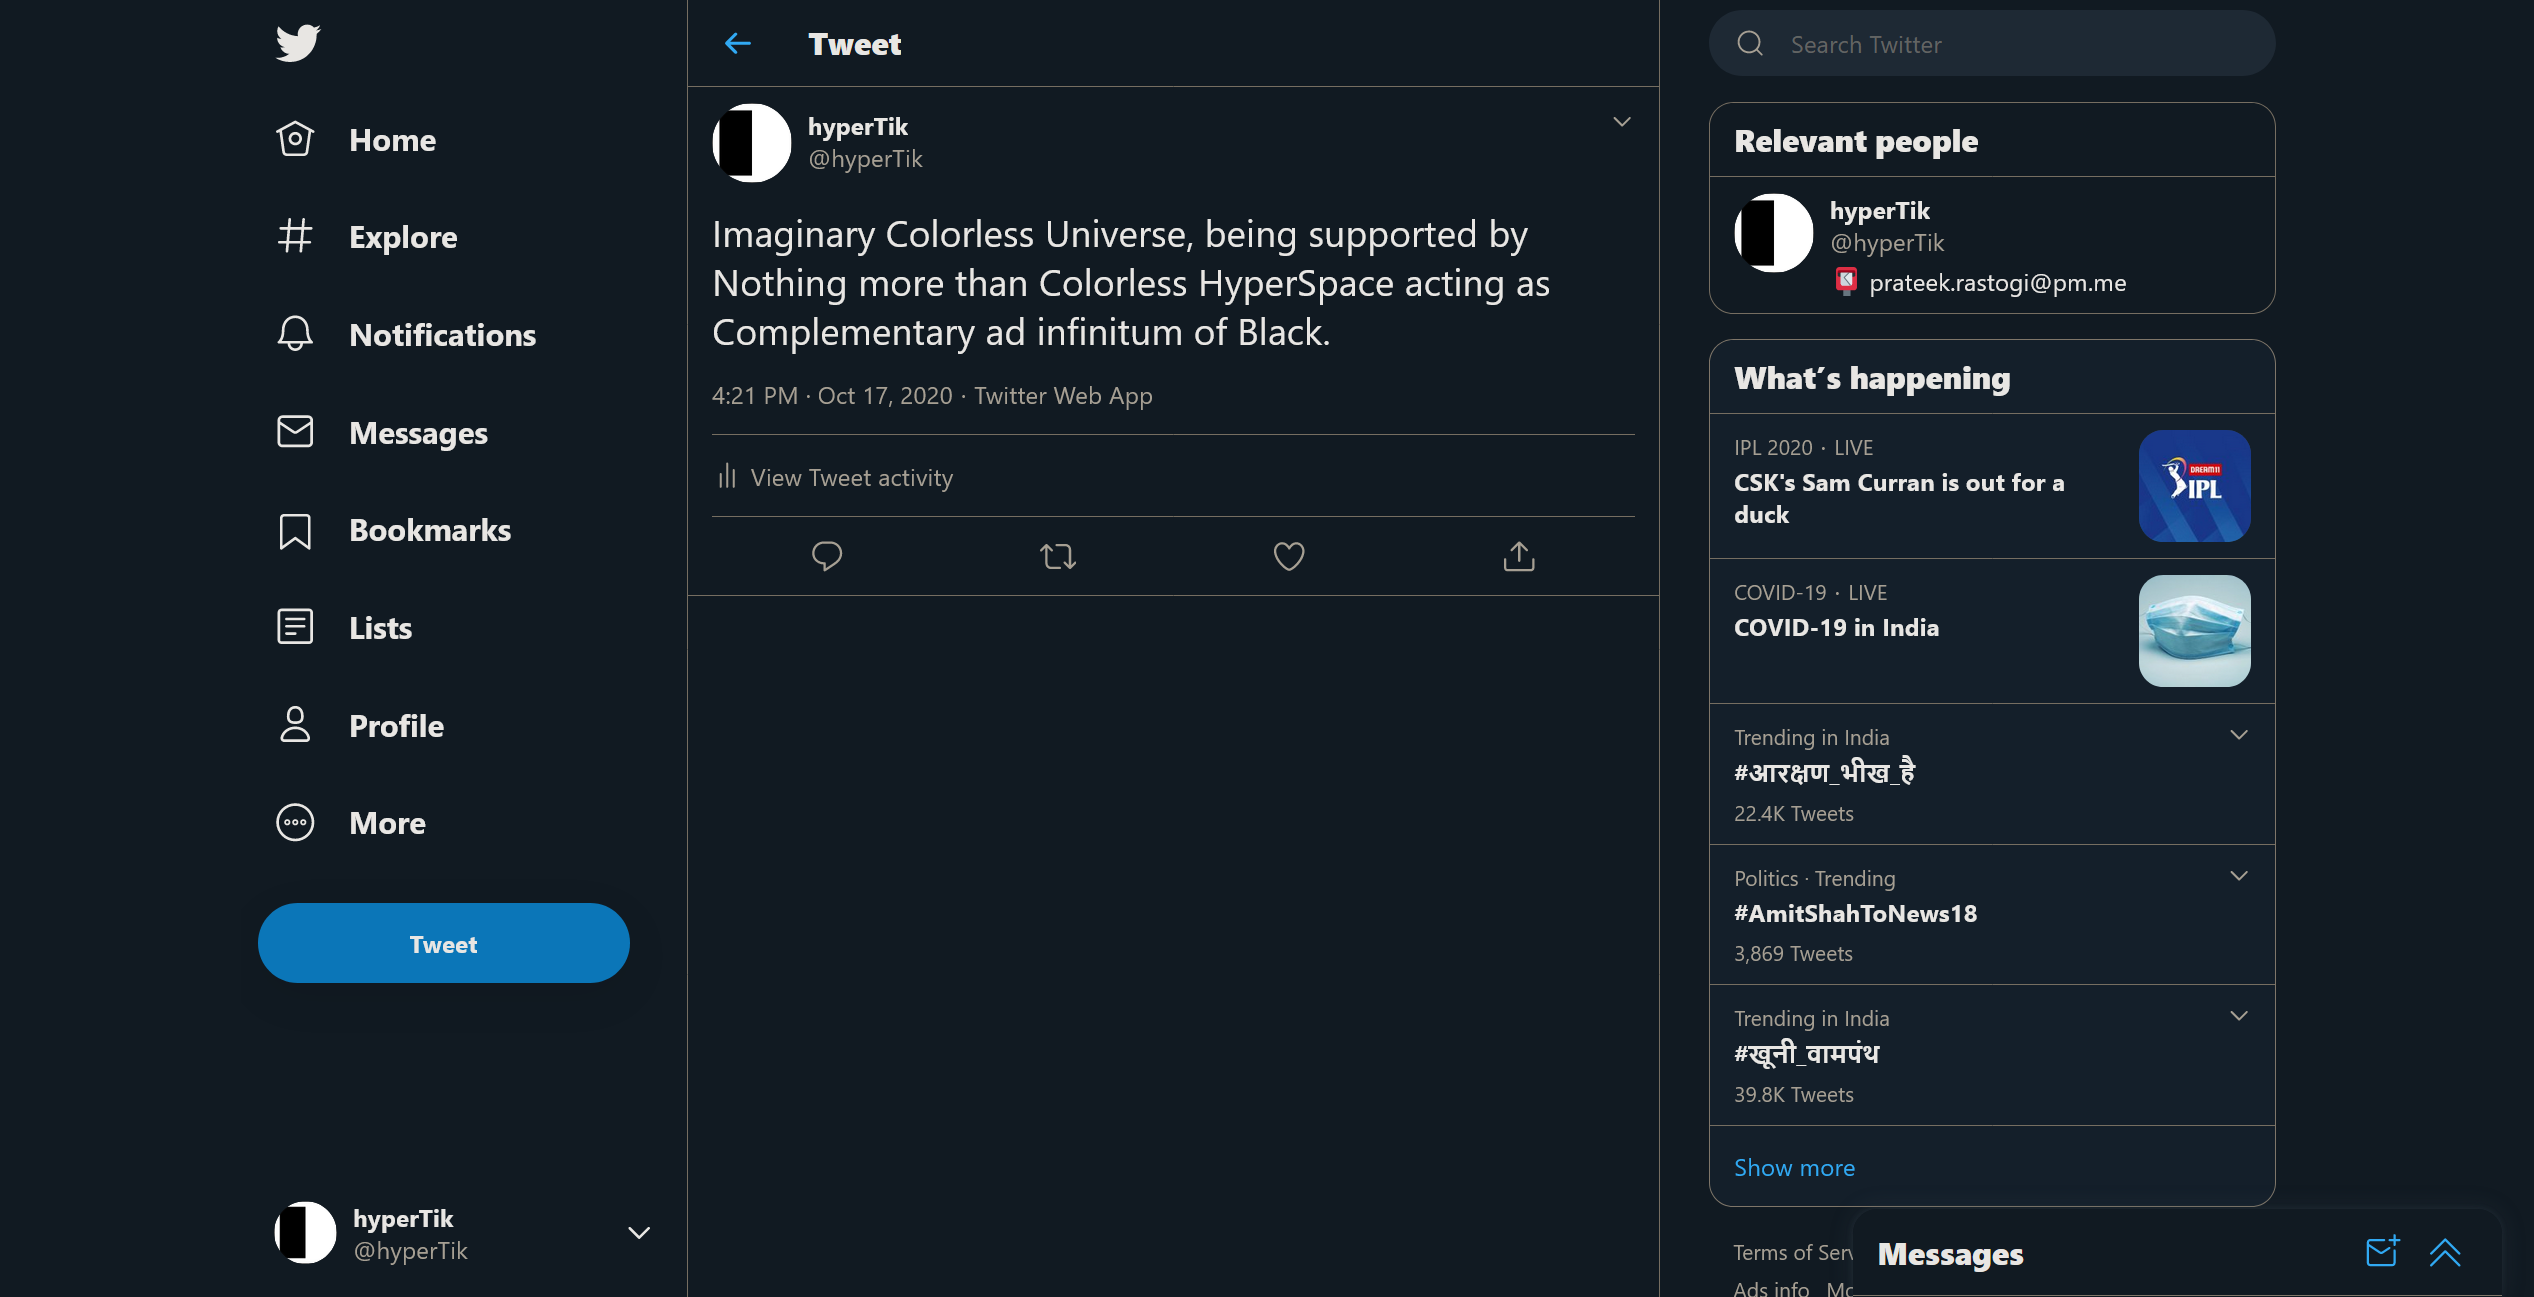 Home
Explore
Notifications
Messages
Bookmarks
Lists
Profile
More
Tweet
hyperTik
@hyperTik
Tweet
hyperTik
@hyperTik
Imaginary Colorless Universe, being supported by
Nothing more than Colorless HyperSpace acting as
Complementary ad infinitum of Black.
4:21 PM · Oct 17, 2020 · Twitter Web App
View Tweet activity
Search Twitter
Relevant people
hyperTik
@hyperTik
prateek.rastogi@pm.me
What's happening
IPL 2020 · LIVE
CSK's Sam Curran is out for a
duck
DREAM11
IPL
COVID-19 · LIVE
COVID-19 in India
Trending in India
#आरक्षण_भीख_है
22.4K Tweets
Politics · Trending
#AmitShahToNews18
3,869 Tweets
Trending in India
#खूनी_वामपंथ
39.8K Tweets
Show more
Terms of Serv
Ads info Mo
Messages